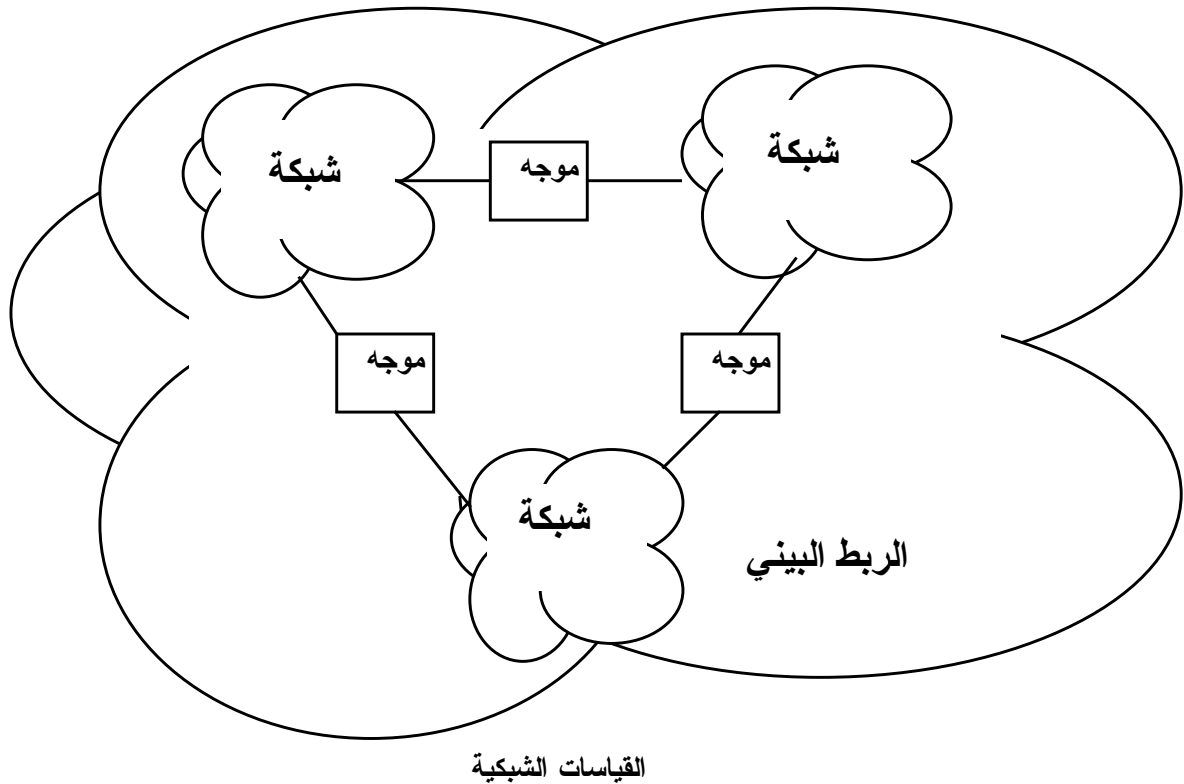 شبكة
موجه
شبكة
موجه
موجه
شبكة
الربط البيني
القياسات الشبكية